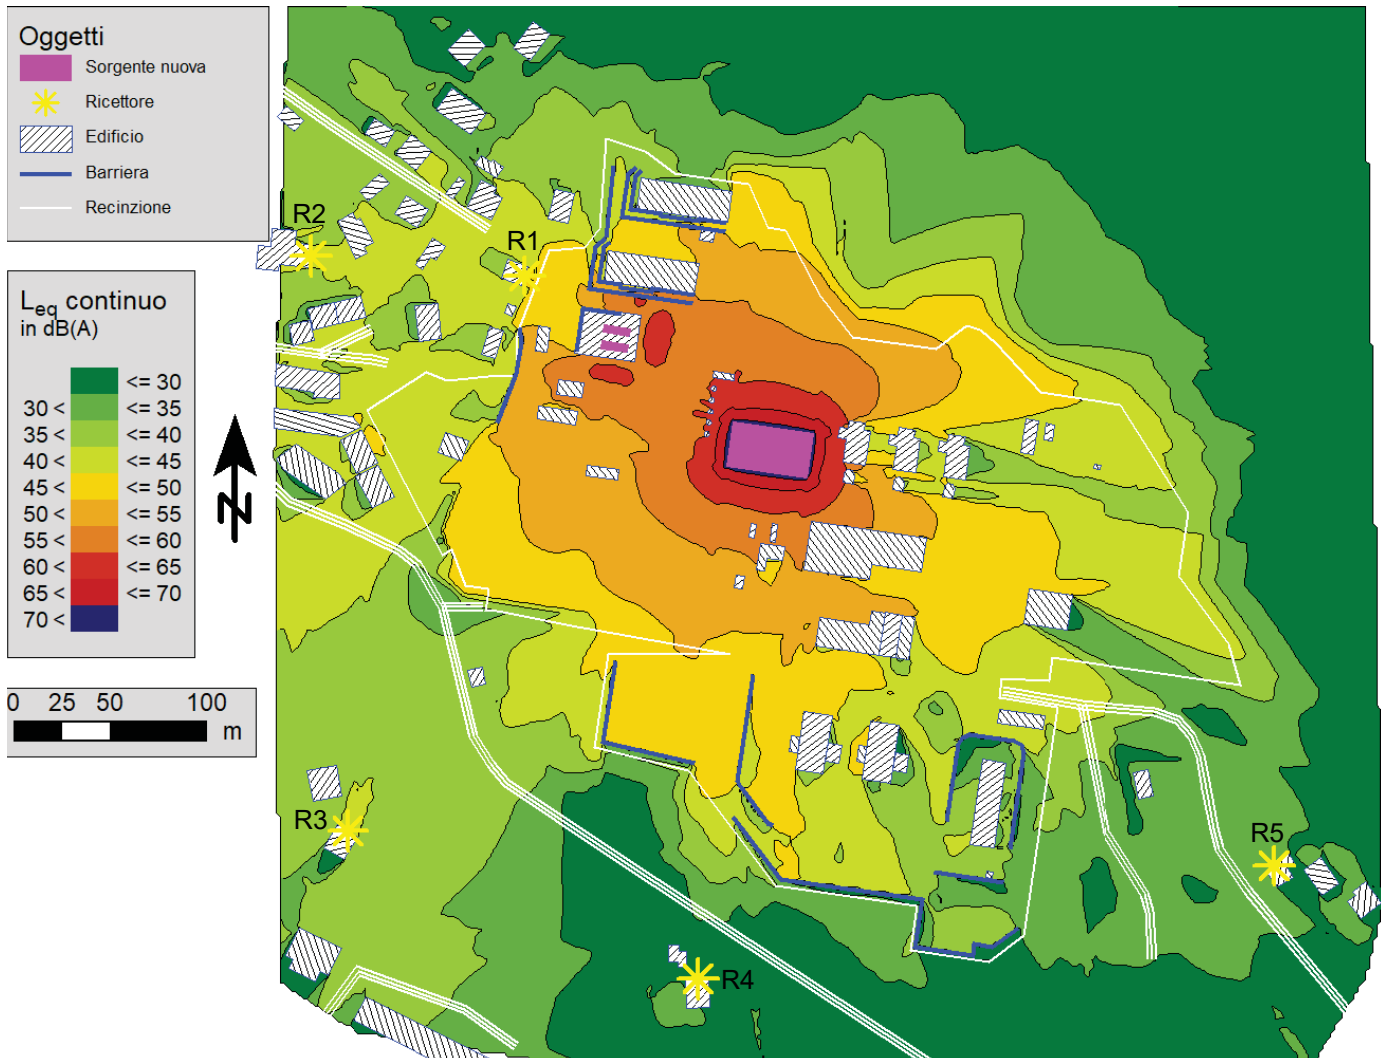 Oggetti
Sorgente nuova
Ricettore
Edificio
Barriera
Recinzione
Leq continuo
in dB(A)
<= 30
30 < <= 35
35 < <= 40
40 < <= 45
45 < <= 50
50 < <= 55
55 < <= 60
60 < <= 65
65 < <= 70
70 <
N
0 25 50 100
m
R2
R1
R3
R5
R4